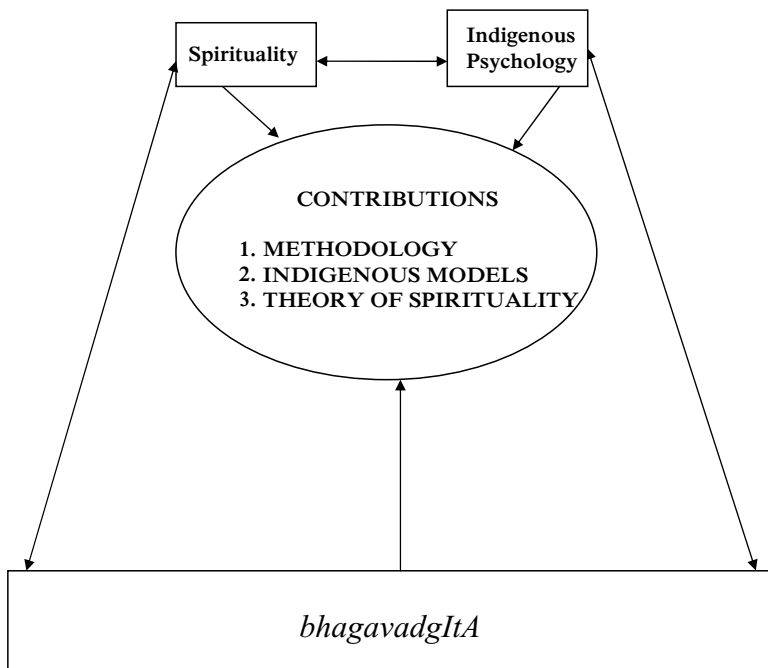 Spirituality
Indigenous
Psychology
CONTRIBUTIONS
1. METHODOLOGY
2. INDIGENOUS MODELS
3. THEORY OF SPIRITUALITY
bhagavadgItA